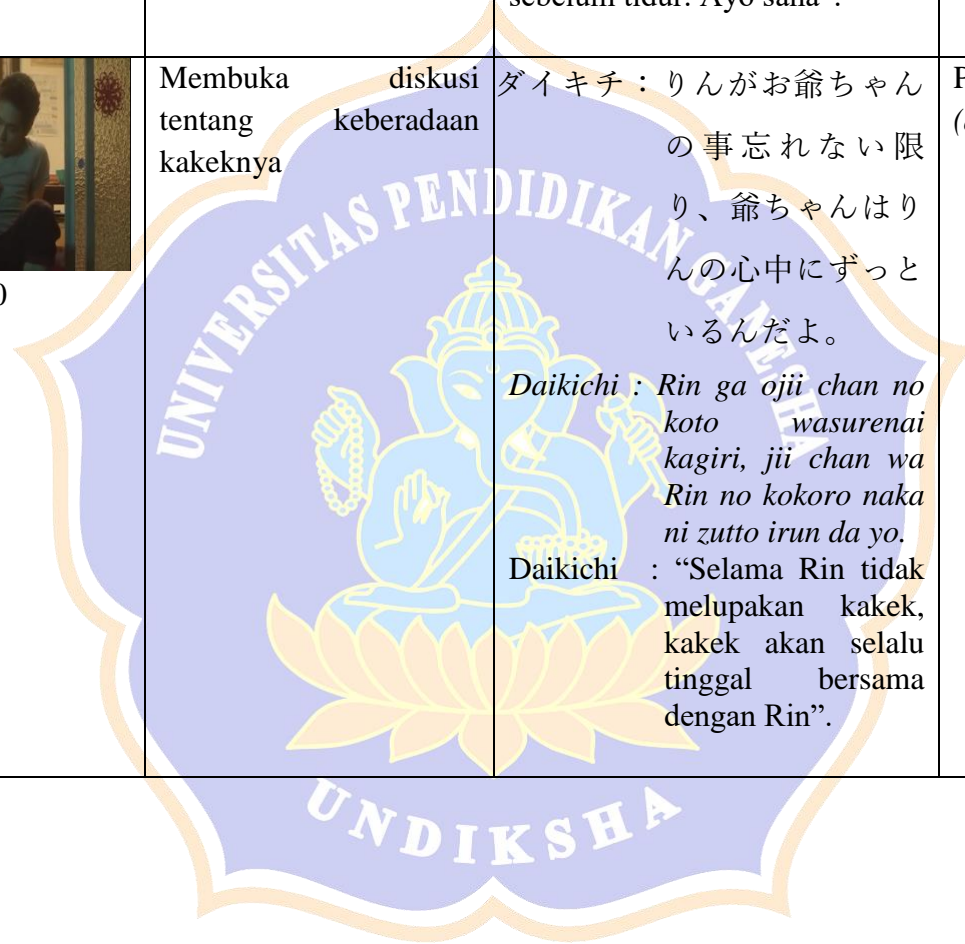 sebelum tidur. Ayo sana”.
Membuka diskusi
tentang keberadaan
kakeknya
ダイキチ：りんがお爺ちゃん
の事忘れない限
り、爺ちゃんはり
んの心中にずっと
いるんだよ。
Daikichi : Rin ga ojii chan no
koto wasurenai
kagiri, jii chan wa
Rin no kokoro naka
ni zutto irun da yo.
Daikichi : “Selama Rin tidak
melupakan kakek,
kakek akan selalu
tinggal bersama
dengan Rin”.
UNIVERSITAS PENDIDIKAN GANESHA
UNDIKSHA